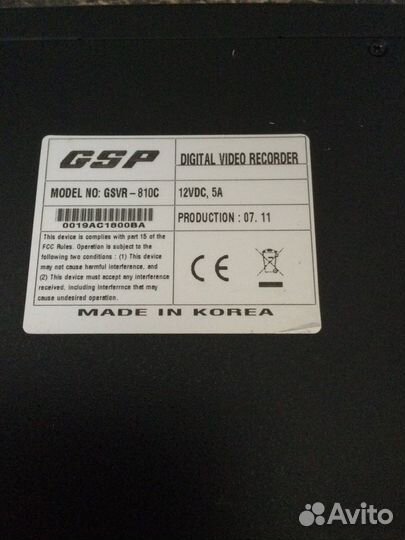 GSP
DIGITAL VIDEO RECORDER
MODEL NO: GSVR-810C
12VDC, 5A
0019AC1800BA
PRODUCTION : 07. 11
This device is complies with part 15 of the
FCC Rules. Operation is subject to the
following two conditions : (1) This device
may not cause harmful interference, and
(2) This device must accept any interference
received, including interferrnce that may
cause undesired operation.
CE
MADE IN KOREA
Avito